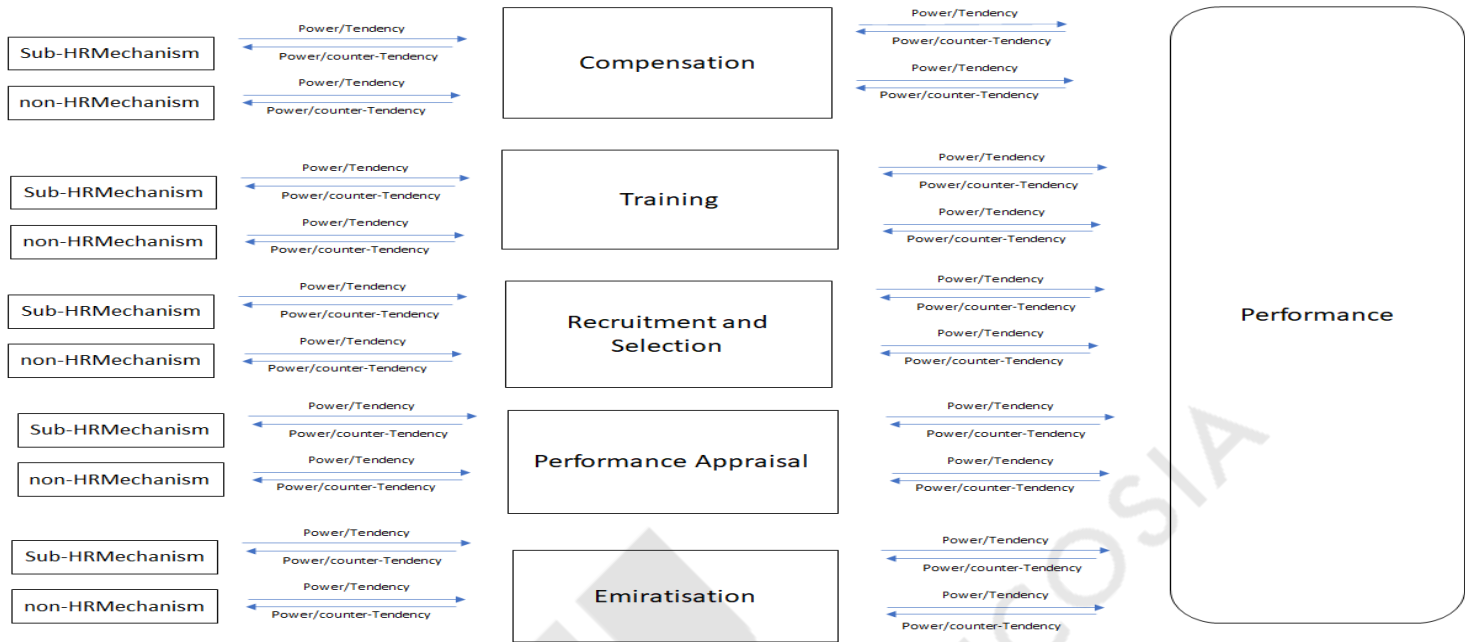 Power/Tendency
Sub-HRMechanism
Power/counter-Tendency
Power/Tendency
non-HRMechanism
Power/counter-Tendency
Compensation
Power/Tendency
Power/counter-Tendency
Power/Tendency
Power/counter-Tendency
Power/Tendency
Sub-HRMechanism
Power/counter-Tendency
Power/Tendency
non-HRMechanism
Power/counter-Tendency
Training
Power/Tendency
Power/counter-Tendency
Power/Tendency
Power/counter-Tendency
Power/Tendency
Sub-HRMechanism
Power/counter-Tendency
Power/Tendency
non-HRMechanism
Power/counter-Tendency
Recruitment and
Selection
Power/Tendency
Power/counter-Tendency
Power/Tendency
Power/counter-Tendency
Power/Tendency
Sub-HRMechanism
Power/counter-Tendency
Power/Tendency
non-HRMechanism
Power/counter-Tendency
Performance Appraisal
Power/Tendency
Power/counter-Tendency
Power/Tendency
Power/counter-Tendency
Power/Tendency
Sub-HRMechanism
Power/counter-Tendency
Power/Tendency
non-HRMechanism
Power/counter-Tendency
Emiratisation
Power/Tendency
Power/counter-Tendency
Power/Tendency
Power/counter-Tendency
Performance